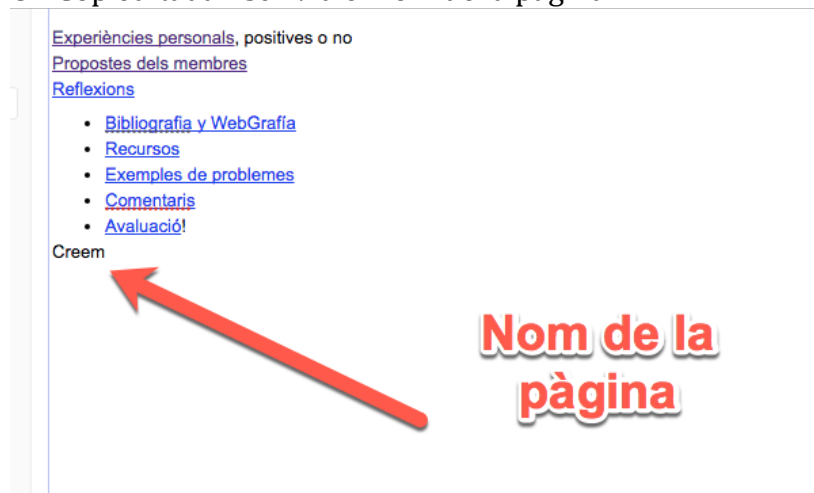 Experiències personals, positives o no
Propostes dels membres
Reflexions
• Bibliografia y WebGrafía
• Recursos
• Exemples de problemes
• Comentaris
• Avaluació!
Creem
Nom de la
pàgina